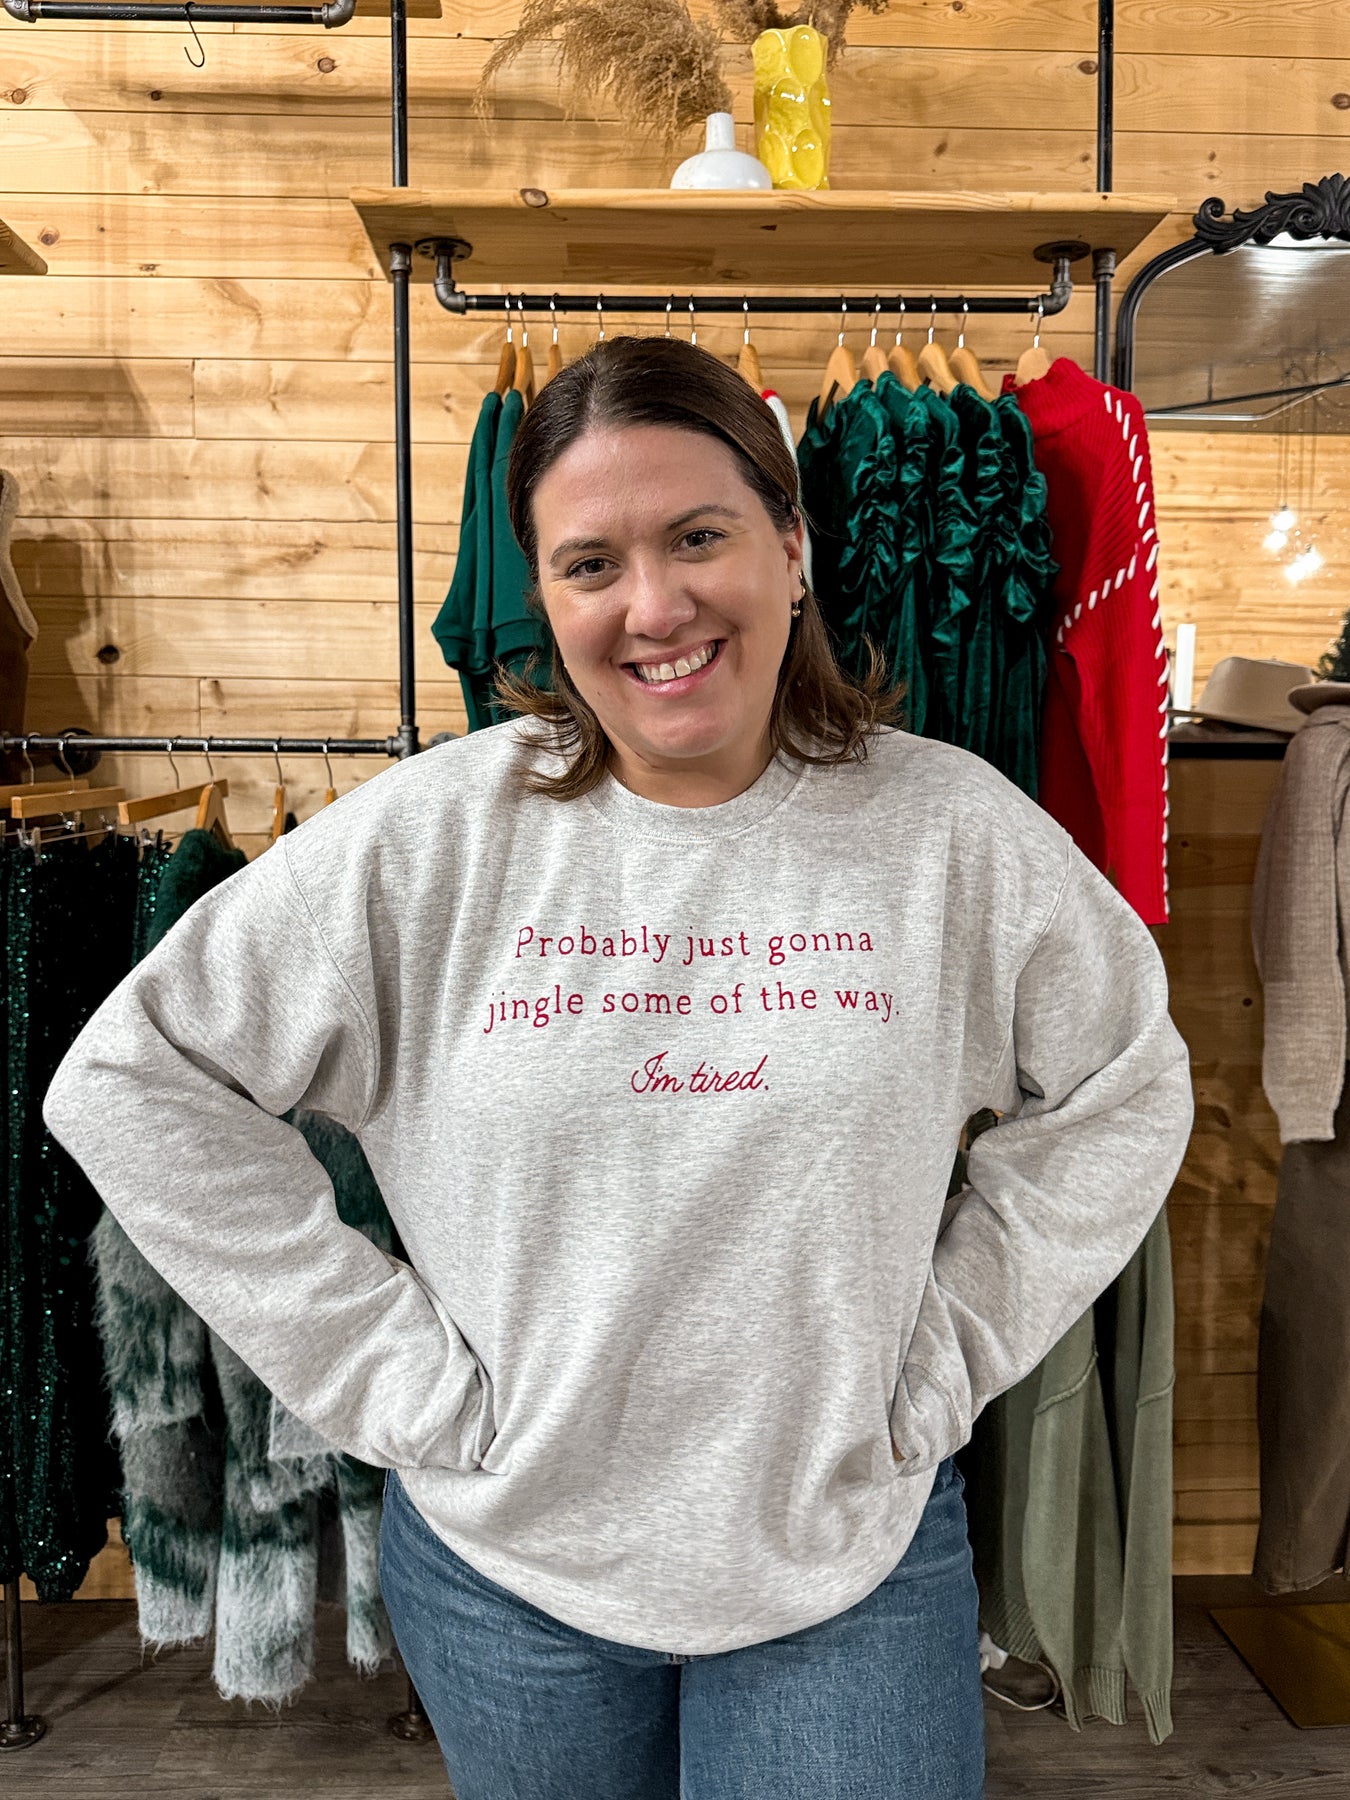 Probably just gonna
jingle some of the way.
I'm tired.